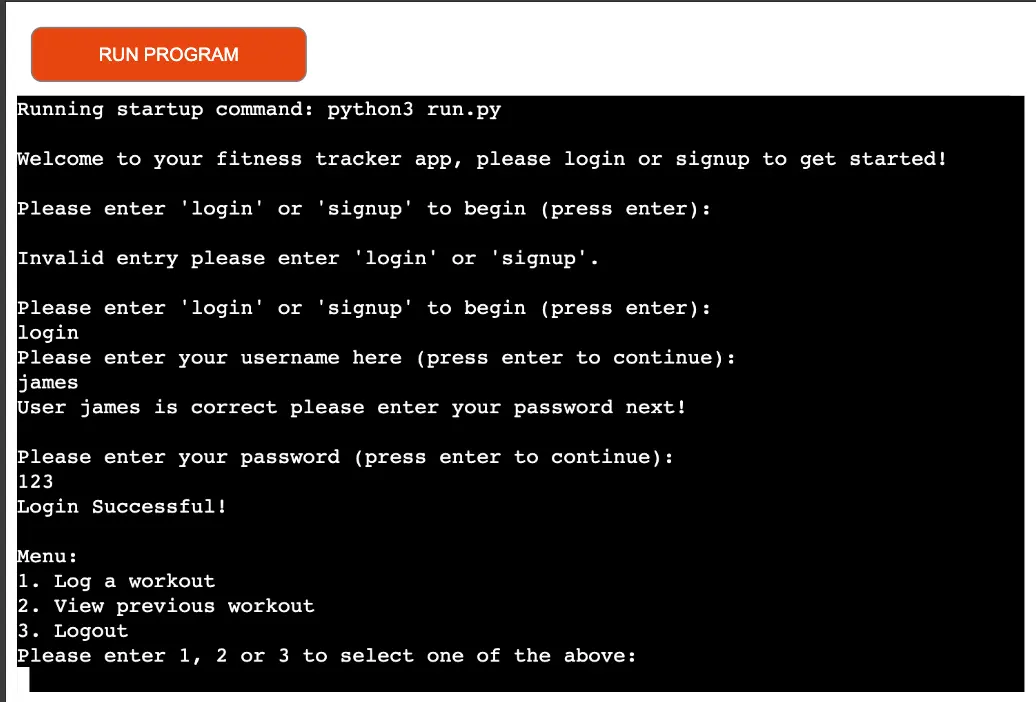 RUN PROGRAM
Running startup command: python3 run.py
Welcome to your fitness tracker app, please login or signup to get started!
Please enter 'login' or 'signup' to begin (press enter):
Invalid entry please enter 'login' or 'signup'.
Please enter 'login' or 'signup' to begin (press enter):
login
Please enter your username here (press enter to continue):
james
User james is correct please enter your password next!
Please enter your password (press enter to continue):
123
Login Successful!
Menu:
1. Log a workout
2. View previous workout
3. Logout
Please enter 1, 2 or 3 to select one of the above: